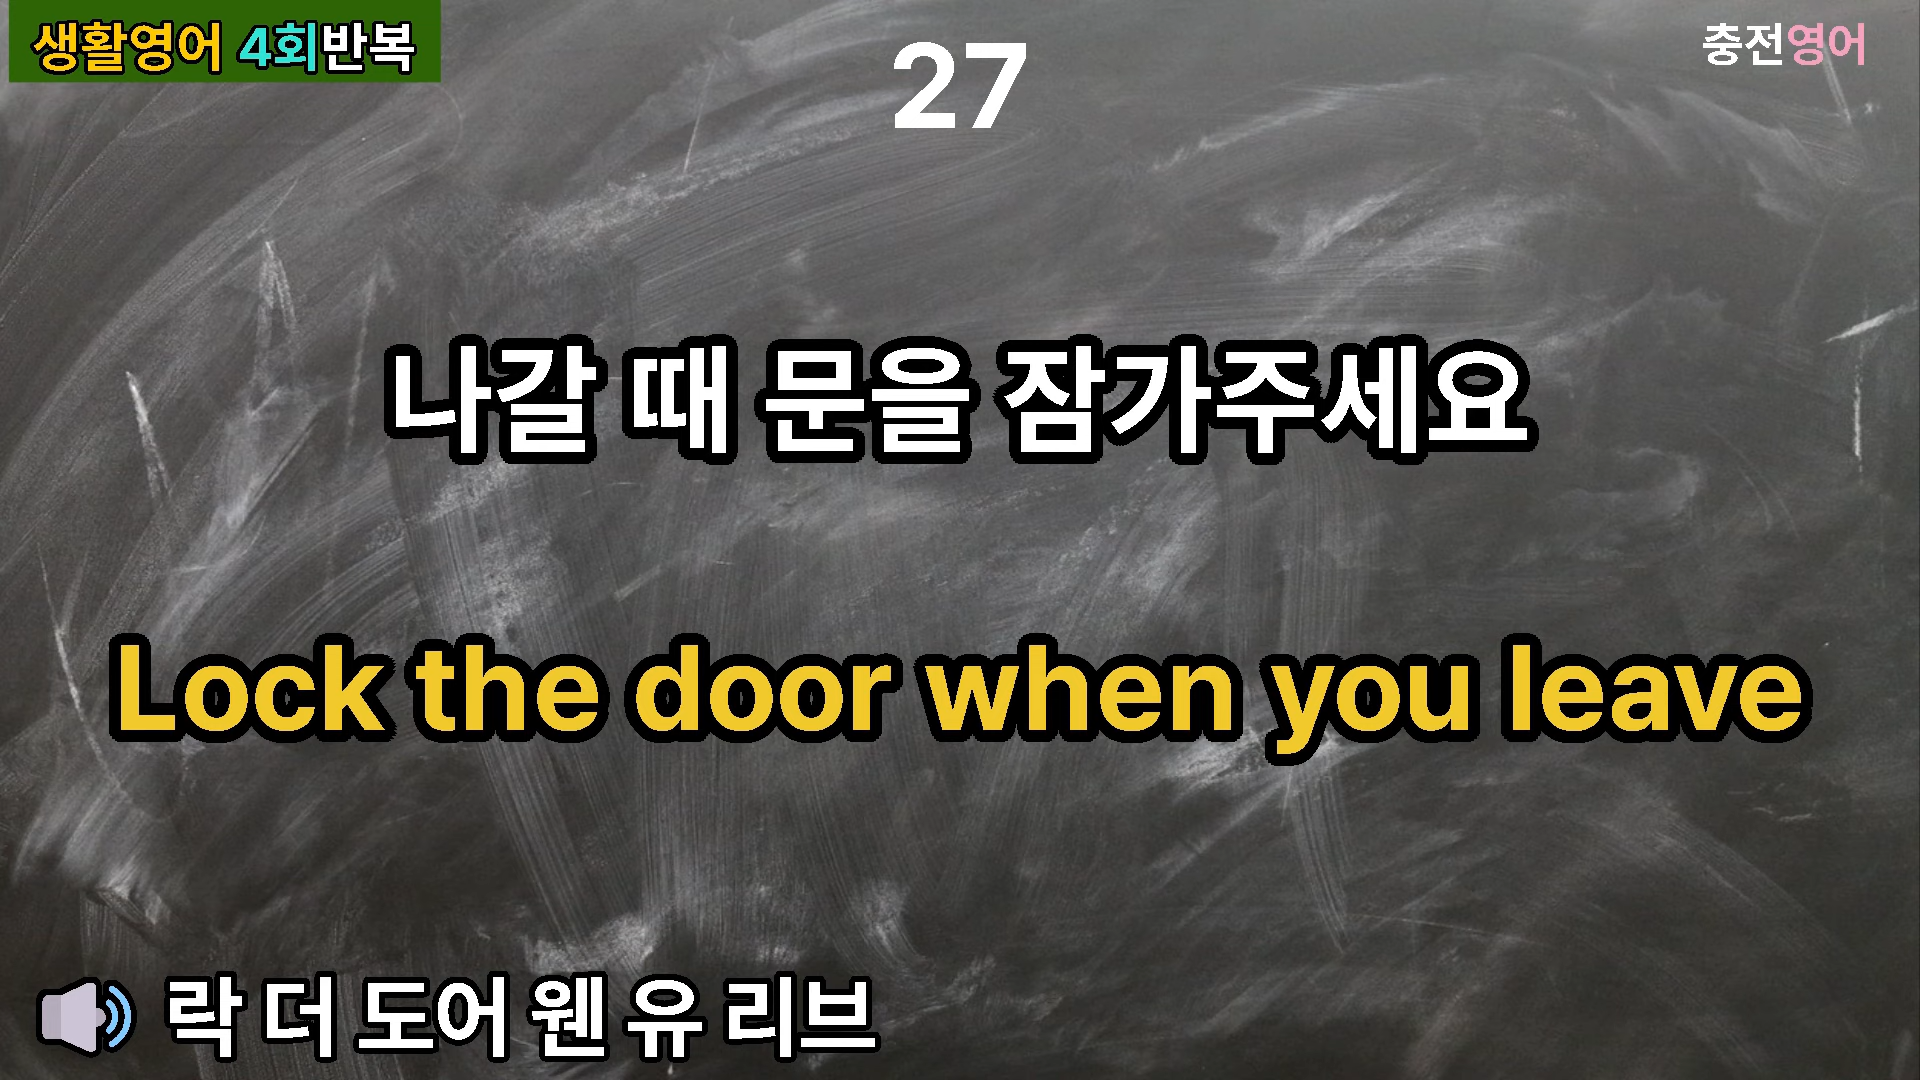 생활영어 4회반복
27
충전영어
나갈 때 문을 잠가주세요
Lock the door when you leave
락 더 도어 웬 유 리브